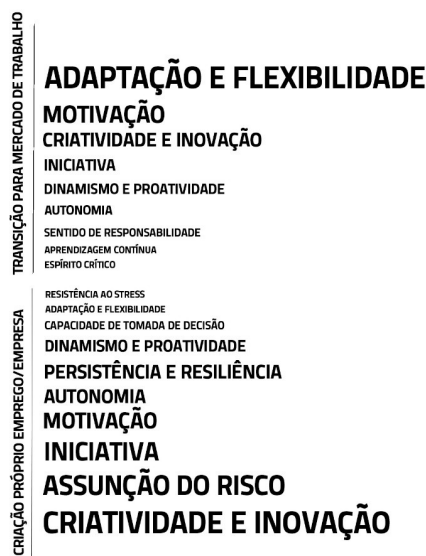 TRANSIÇÃO PARA MERCADO DE TRABALHO
ADAPTAÇÃO E FLEXIBILIDADE
MOTIVAÇÃO
CRIATIVIDADE E INOVAÇÃO
INICIATIVA
DINAMISMO E PROATIVIDADE
AUTONOMIA
SENTIDO DE RESPONSABILIDADE
APRENDIZAGEM CONTÍNUA
ESPÍRITO CRÍTICO
CRIAÇÃO PRÓPRIO EMPREGO/EMPRESA
RESISTÊNCIA AO STRESS
ADAPTAÇÃO E FLEXIBILIDADE
CAPACIDADE DE TOMADA DE DECISÃO
DINAMISMO E PROATIVIDADE
PERSISTÊNCIA E RESILIÊNCIA
AUTONOMIA
MOTIVAÇÃO
INICIATIVA
ASSUNÇÃO DO RISCO
CRIATIVIDADE E INOVAÇÃO